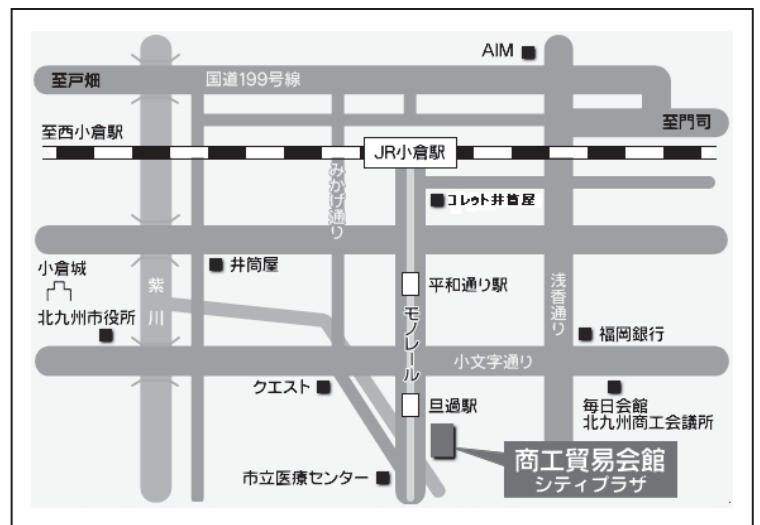 AIM
至戸畑
国道199号線
至門司
至西小倉駅
JR小倉駅
みかげ通り
コレット井筒屋
小倉城
井筒屋
紫川
平和通り駅
浅香通り
北九州市役所
モノレール
福岡銀行
小文字通り
クエスト
旦過駅
毎日会館
北九州商工会議所
商工貿易会館
シティプラザ
市立医療センター